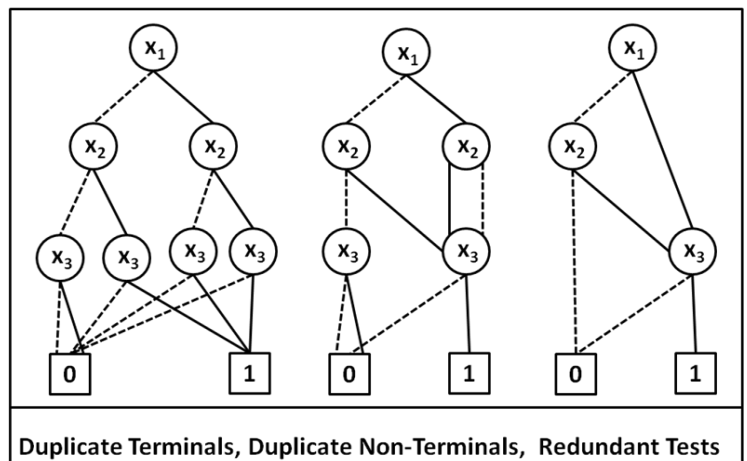 x1 x1 x1
x2 x2 x2 x2 x2
x3 x3 x3 x3 x3 x3 x3
0 1 0 1 0 1
Duplicate Terminals, Duplicate Non-Terminals, Redundant Tests